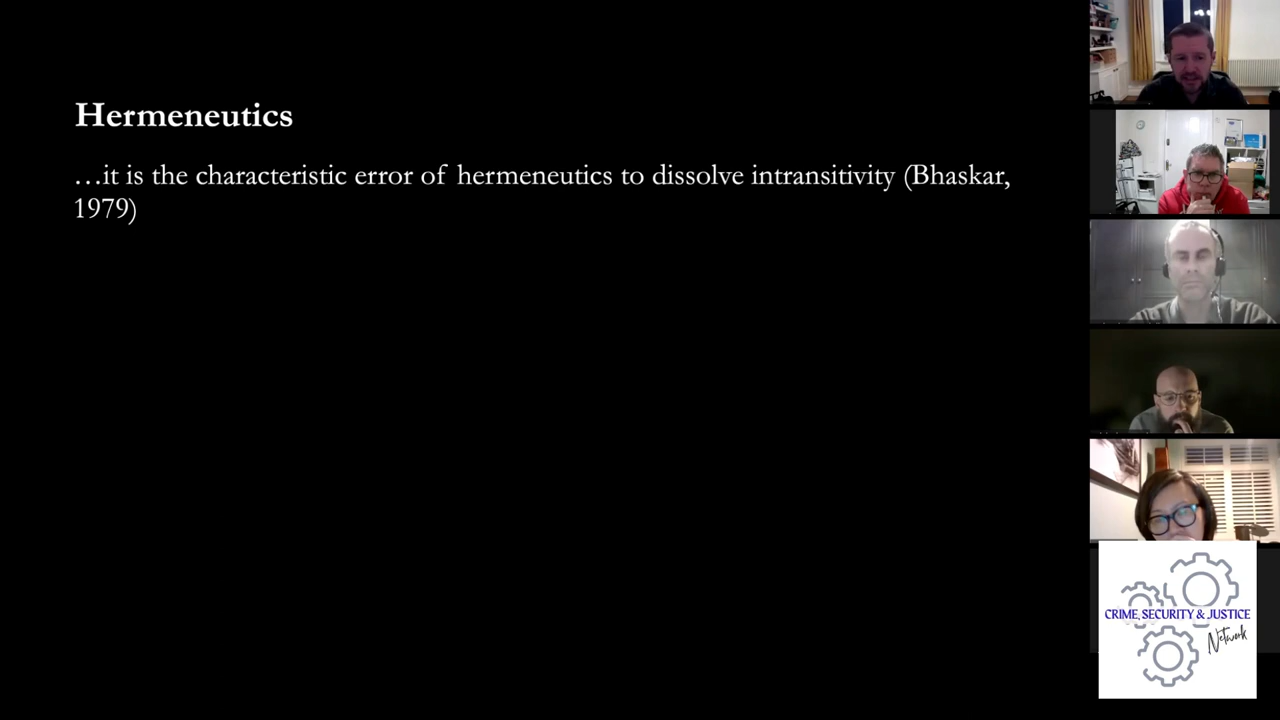 Hermeneutics
…it is the characteristic error of hermeneutics to dissolve intransitivity (Bhaskar,
1979)
CRIME, SECURITY & JUSTICE
Network